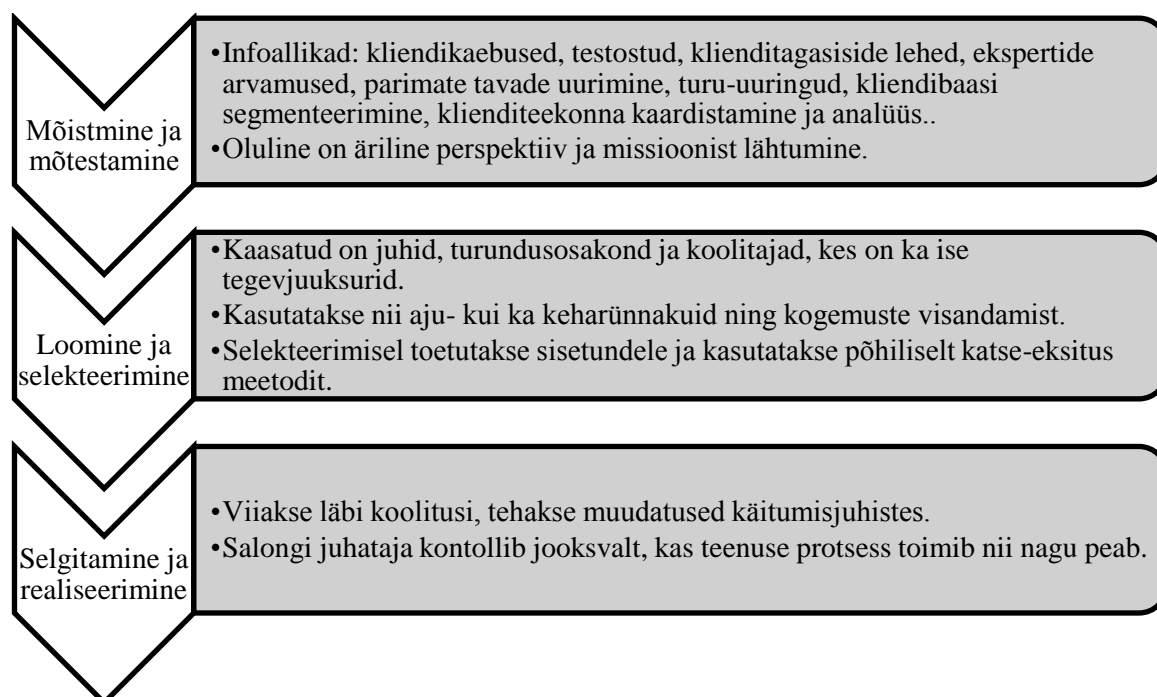 Mõistmine ja
mõtestamine
•Infoallikad: kliendikaebused, testostud, klienditagasiside lehed, ekspertide
arvamused, parimate tavade uurimine, turu-uuringud, kliendibaasi
segmenteerimine, klienditeekonna kaardistamine ja analüüs..
•Oluline on äriline perspektiiv ja missioonist lähtumine.
Loomine ja
selekteerimine
•Kaasatud on juhid, turundusosakond ja koolitajad, kes on ka ise
tegevjuuksurid.
•Kasutatakse nii aju- kui ka keharünnakuid ning kogemuste visandamist.
•Selekteerimisel toetutakse sisetundele ja kasutatakse põhiliselt katse-eksitus
meetodit.
Selgitamine ja
realiseerimine
•Viiakse läbi koolitusi, tehakse muudatused käitumisjuhistes.
•Salongi juhataja kontollib jooksvalt, kas teenuse protsess toimib nii nagu peab.